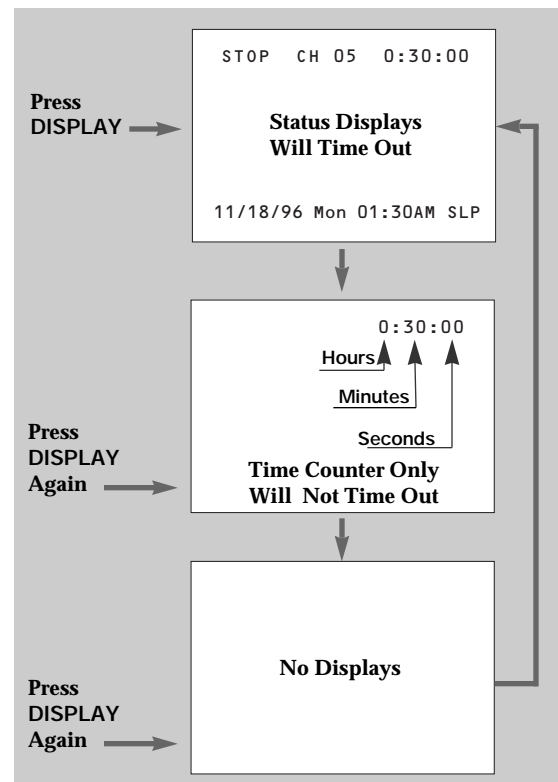 STOP CH 05 0:30:00
Press
DISPLAY
Status Displays
Will Time Out
11/18/96 Mon 01:30AM SLP
0:30:00
Hours
Minutes
Seconds
Press
DISPLAY
Again
Time Counter Only
Will Not Time Out
No Displays
Press
DISPLAY
Again